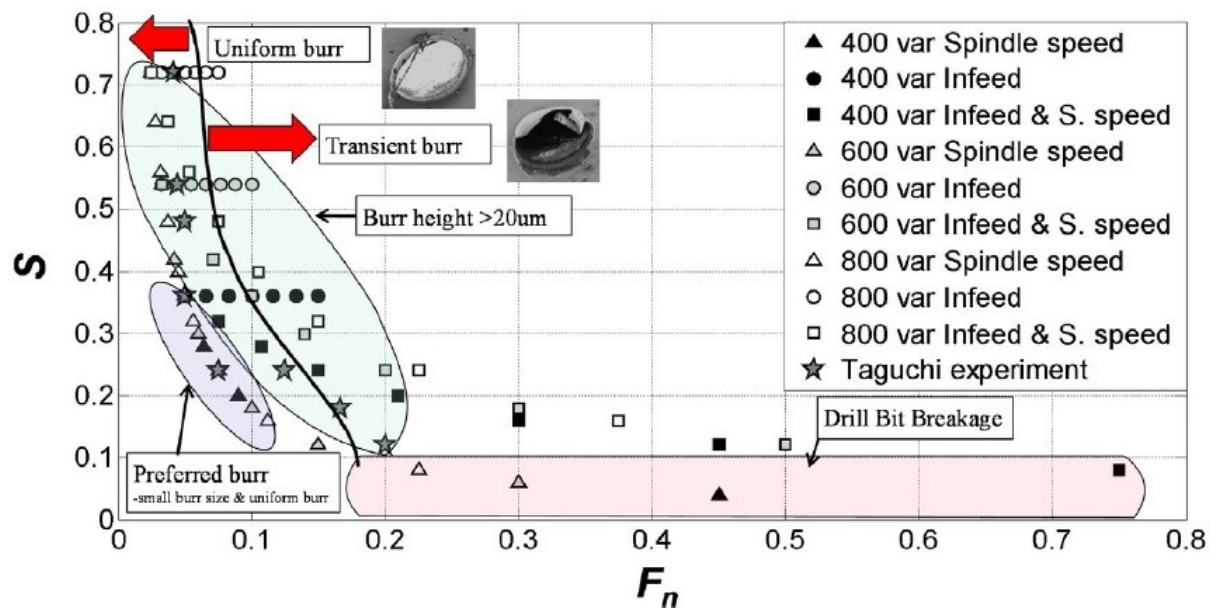 0.8
0.7
0.6
0.5
0.4
0.3
0.2
0.1
0
S
Uniform burr
Transient burr
Burr height >20um
Preferred burr
-small burr size & uniform burr
Drill Bit Breakage
400 var Spindle speed
400 var Infeed
400 var Infeed & S. speed
600 var Spindle speed
600 var Infeed
600 var Infeed & S. speed
800 var Spindle speed
800 var Infeed
800 var Infeed & S. speed
Taguchi experiment
0 0.1 0.2 0.3 0.4 0.5 0.6 0.7 0.8
Fn